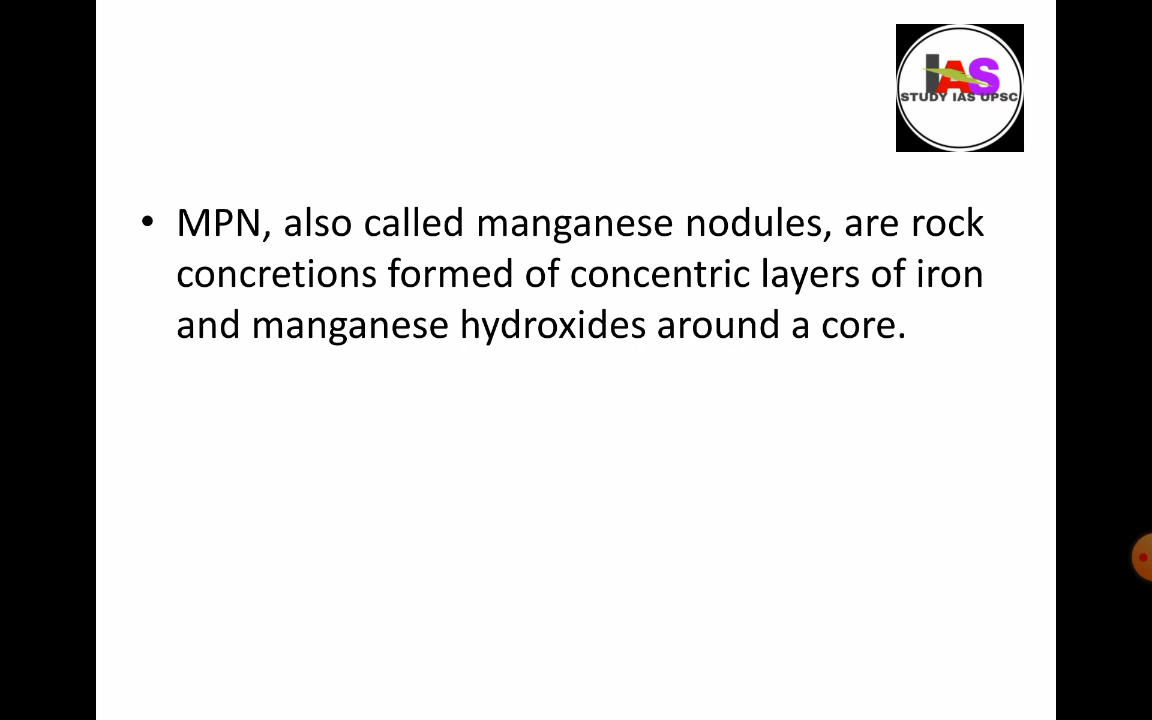 IAS
STUDY IAS UPSC
• MPN, also called manganese nodules, are rock
concretions formed of concentric layers of iron
and manganese hydroxides around a core.